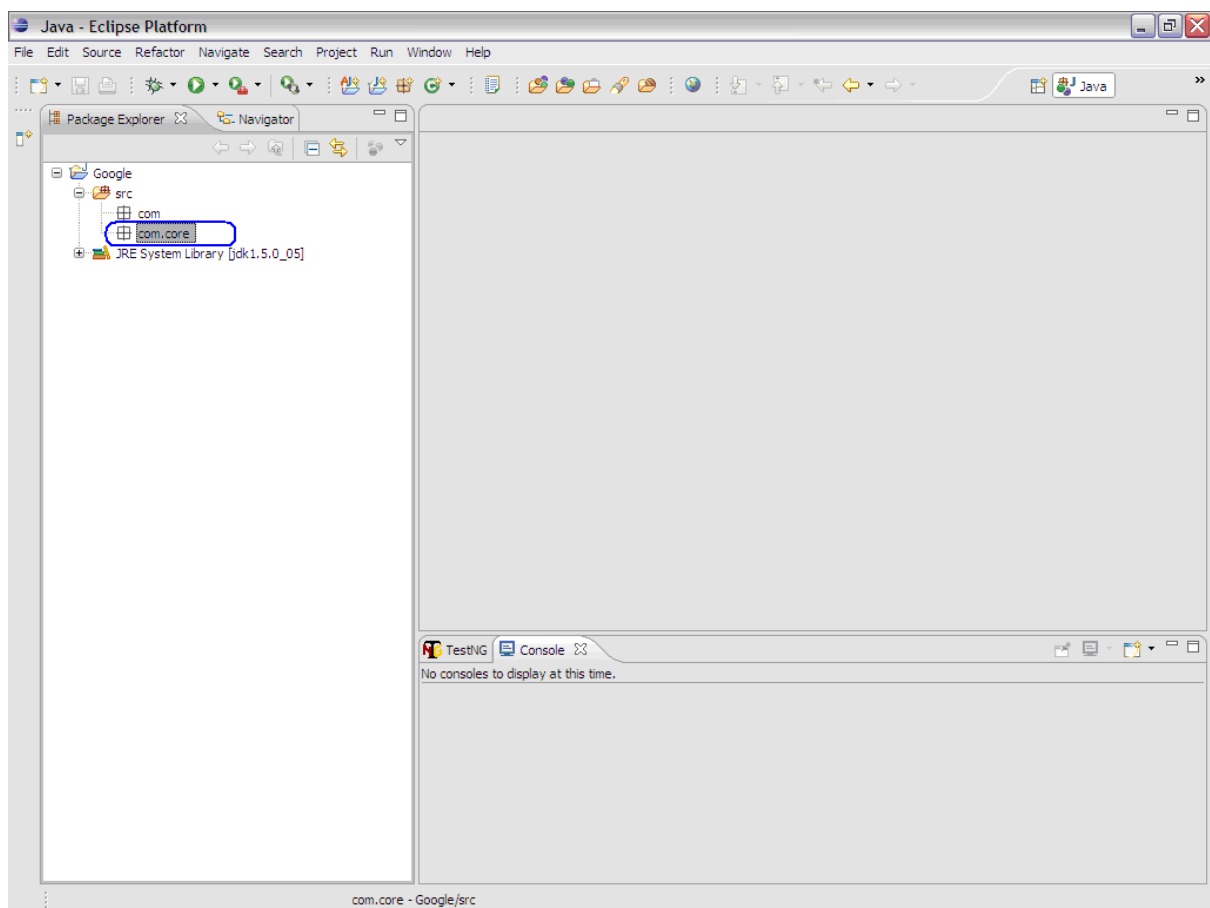 Java - Eclipse Platform
File Edit Source Refactor Navigate Search Project Run Window Help
Java
Package Explorer Navigator
Google
src
com
com.core
JRE System Library [jdk1.5.0_05]
TestNG Console
No consoles to display at this time.
com.core - Google/src